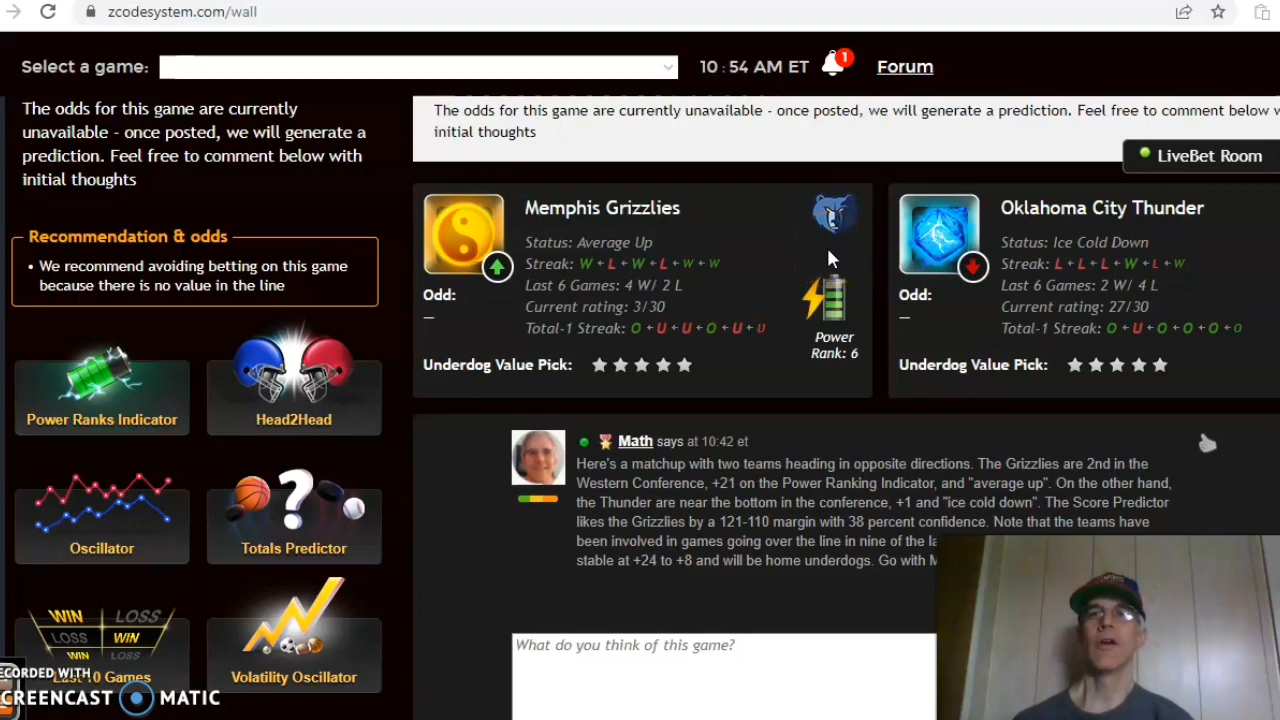 zcodesystem.com/wall
Select a game:
10:54 AM ET
1
Forum
The odds for this game are currently
unavailable - once posted, we will generate a
prediction. Feel free to comment below with
initial thoughts
The odds for this game are currently unavailable - once posted, we will generate a prediction. Feel free to comment below
initial thoughts
LiveBet Room
Recommendation & odds
• We recommend avoiding betting on this game
because there is no value in the line
Power Ranks Indicator
Head2Head
Oscillator
Totals Predictor
WIN LOSS
LOSS WIN
WIN LOSS
10 Games
Volatility Oscillator
Memphis Grizzlies
Status: Average Up
Streak: W + L + W + L + W + W
Last 6 Games: 4 W/ 2 L
Odd:
Current rating: 3/30
–
Total-1 Streak: O + U + U + O + U + U
Power
Rank: 6
Underdog Value Pick:
Oklahoma City Thunder
Status: Ice Cold Down
Streak: L + L + L + W + L + W
Last 6 Games: 2 W/ 4 L
Odd:
Current rating: 27/30
–
Total-1 Streak: O + U + O + O + O + O
Underdog Value Pick:
Math says at 10:42 et
Here's a matchup with two teams heading in opposite directions. The Grizzlies are 2nd in the
Western Conference, +21 on the Power Ranking Indicator, and "average up". On the other hand,
the Thunder are near the bottom in the conference, +1 and "ice cold down". The Score Predictor
likes the Grizzlies by a 121-110 margin with 38 percent confidence. Note that the teams have
been involved in games going over the line in nine of the
stable at +24 to +8 and will be home underdogs. Go with
What do you think of this game?
RECORDED WITH
SCREENCAST MATIC